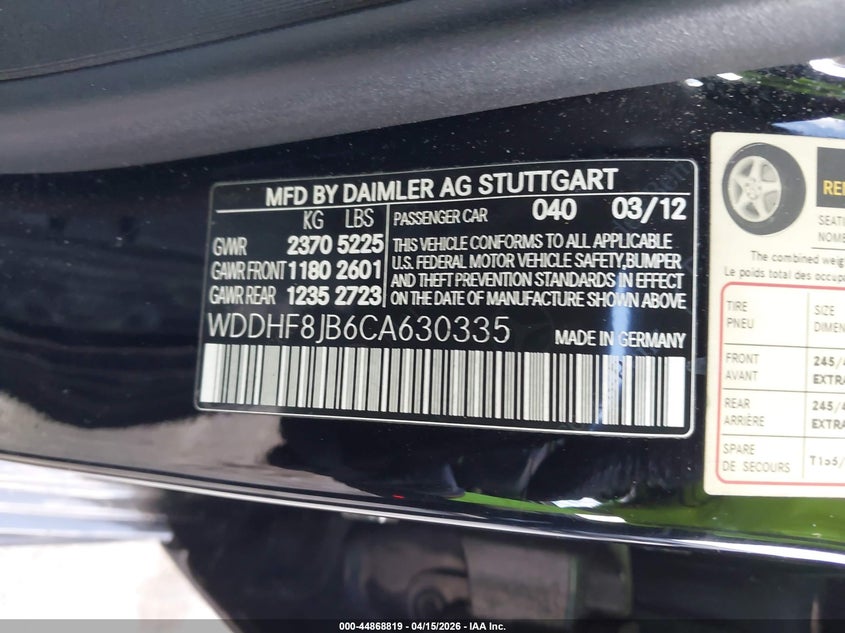 MFD BY DAIMLER AG STUTTGART
KG LBS
PASSENGER CAR 040 03/12
GWR 2370 5225
GAWR FRONT 1180 2601
GAWR REAR 1235 2723
THIS VEHICLE CONFORMS TO ALL APPLICABLE
U.S. FEDERAL MOTOR VEHICLE SAFETY,BUMPER
AND THEFT PREVENTION STANDARDS IN EFFECT
ON THE DATE OF MANUFACTURE SHOWN ABOVE
WDDHF8JB6CA630335
MADE IN GERMANY
The combined
Le poids total des
TIRE
PNEU
SIZE
FRONT
AVANT
245/4
EXTRA
REAR
ARRIÈRE
245/4
EXTRA
SPARE
DE SECOURS
000-44868819 - 04/15/2026 - IAA Inc.